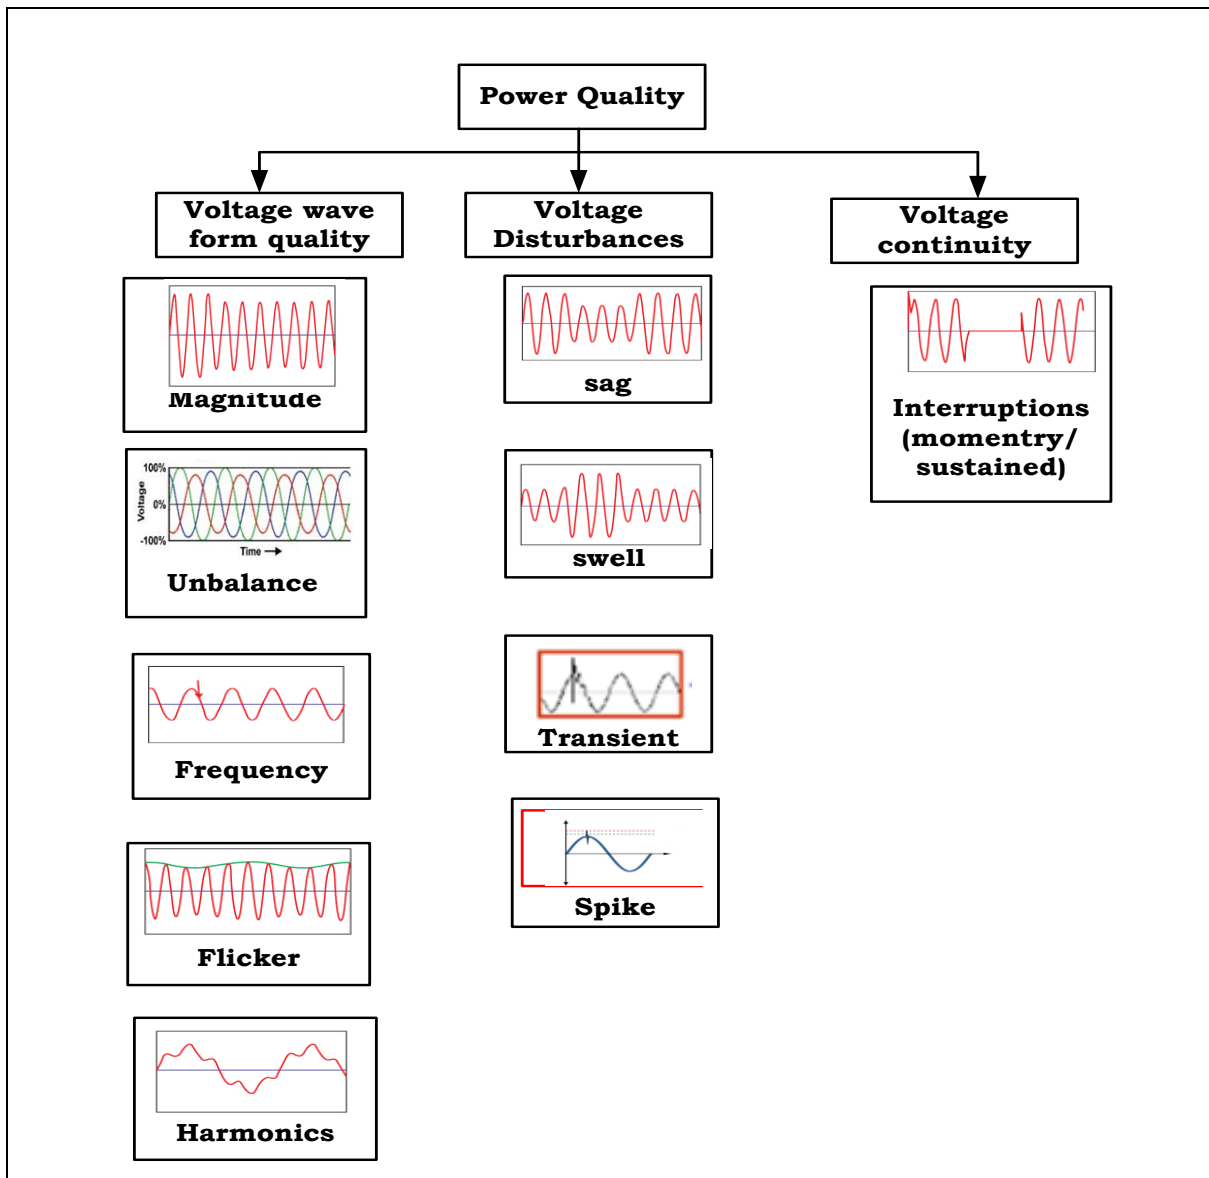 Power Quality
Voltage wave
form quality
Magnitude
100%
Voltage
0%
-100%
Time
Unbalance
Frequency
Flicker
Harmonics
Voltage
Disturbances
sag
swell
Transient
Spike
Voltage
continuity
Interruptions
(momentry/
sustained)